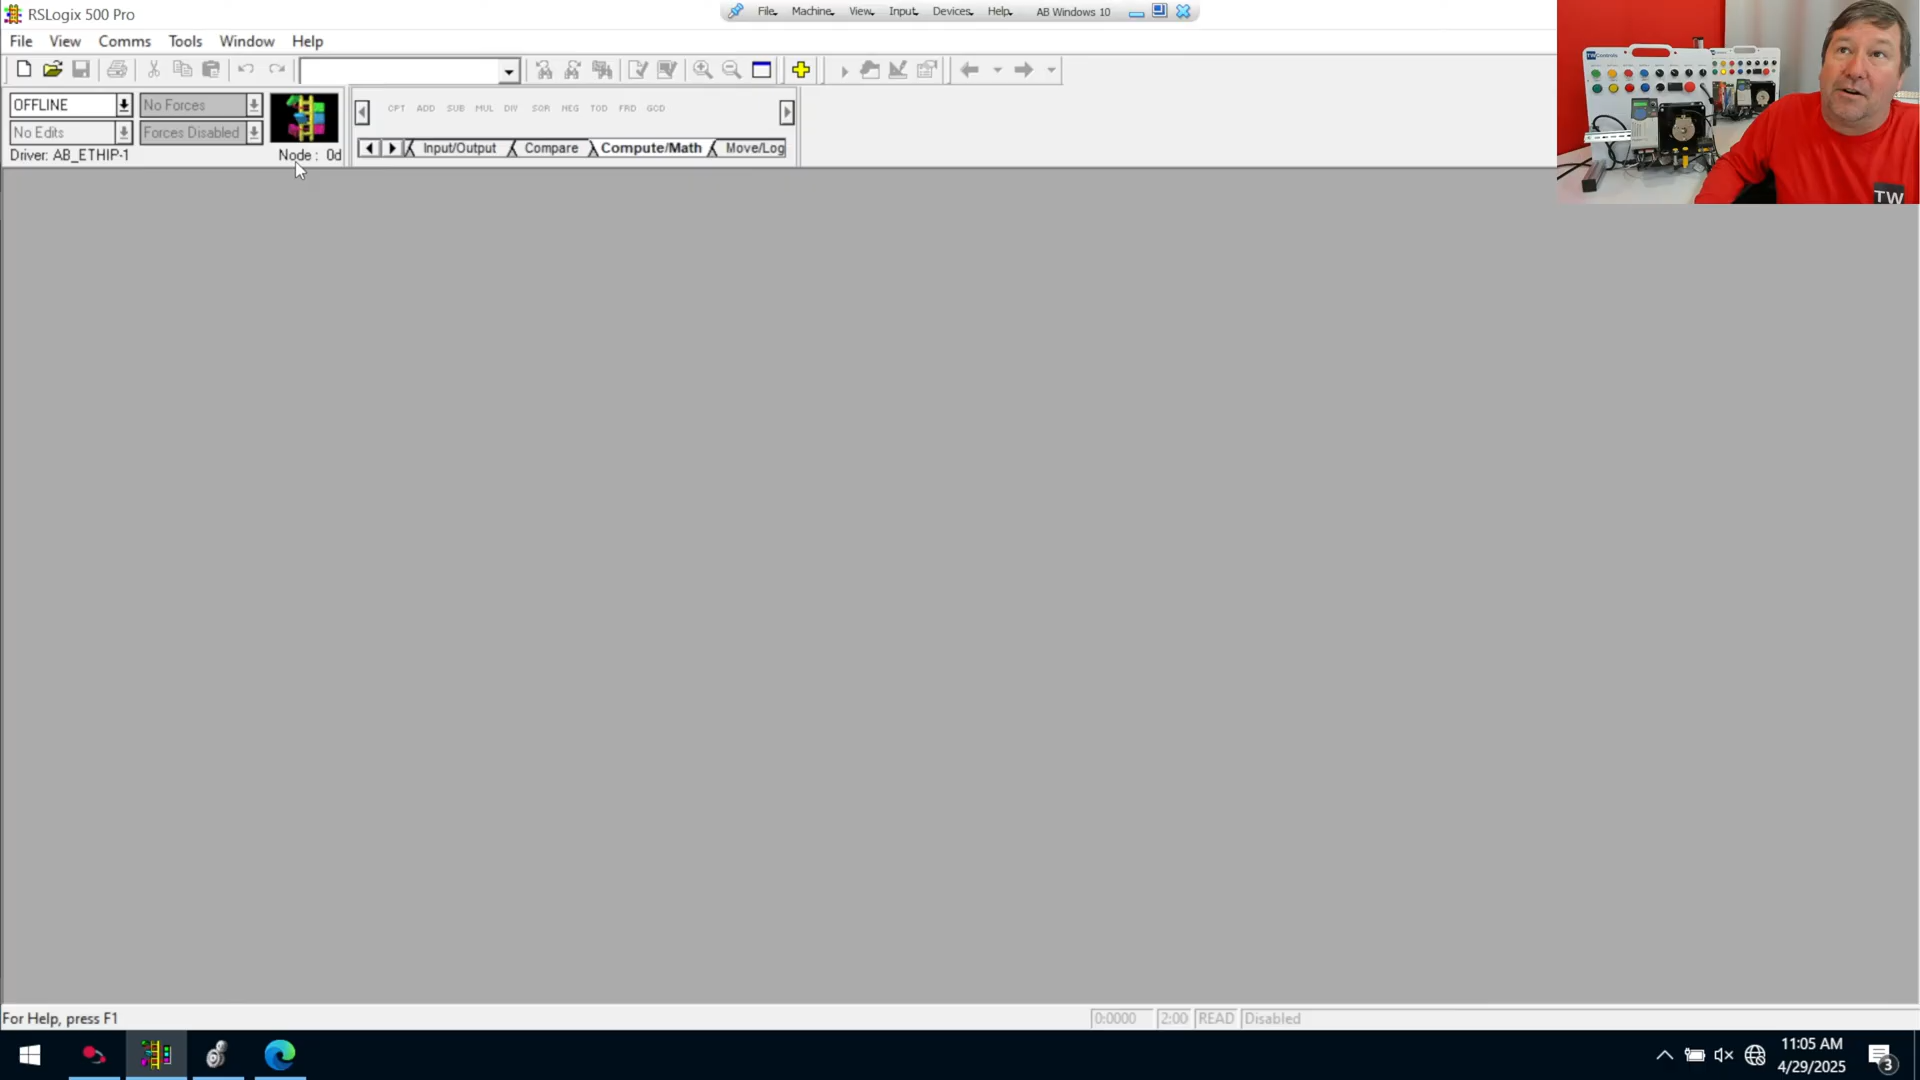 RSLogix 500 Pro
File Machine View Input Devices Help AB Windows 10
File View Comms Tools Window Help
OFFLINE No Forces
No Edits Forces Disabled
Driver: AB_ETHIP-1 Node : 0d
CPT ADD SUB MUL DIV SQR NEG TOD FRD GCD
Input/Output Compare Compute/Math Move/Log
TW Controls
TW
For Help, press F1
0:0000 2:00 READ Disabled
11:05 AM
4/29/2025
3